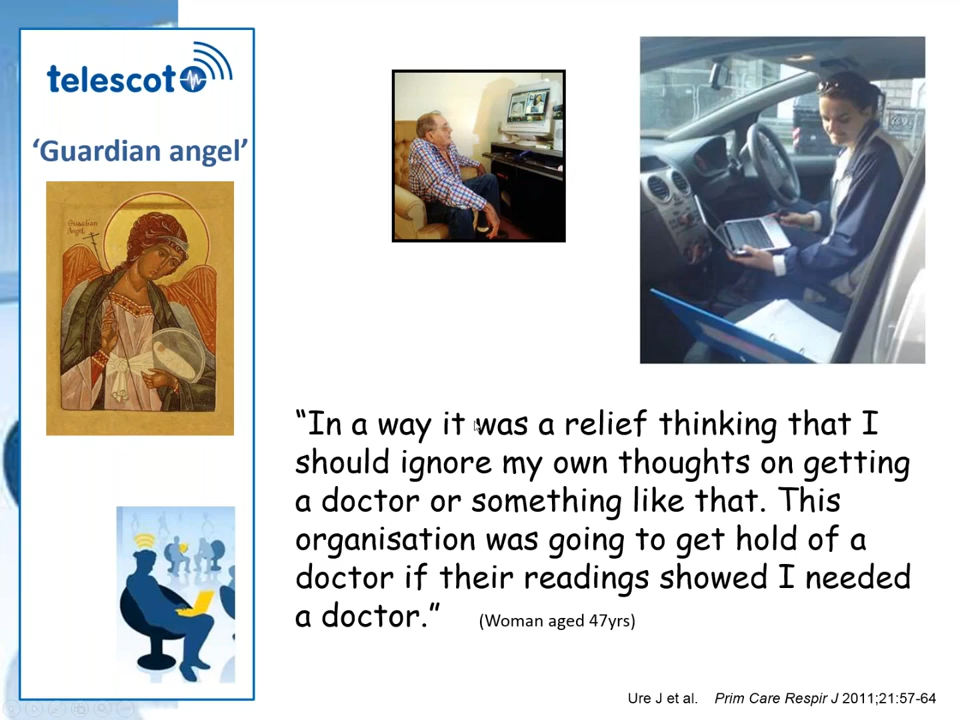 telescot
‘Guardian angel’
Guardian
Angel
“In a way it was a relief thinking that I
should ignore my own thoughts on getting
a doctor or something like that. This
organisation was going to get hold of a
doctor if their readings showed I needed
a doctor.” (Woman aged 47yrs)
Ure J et al. Prim Care Respir J 2011;21:57-64